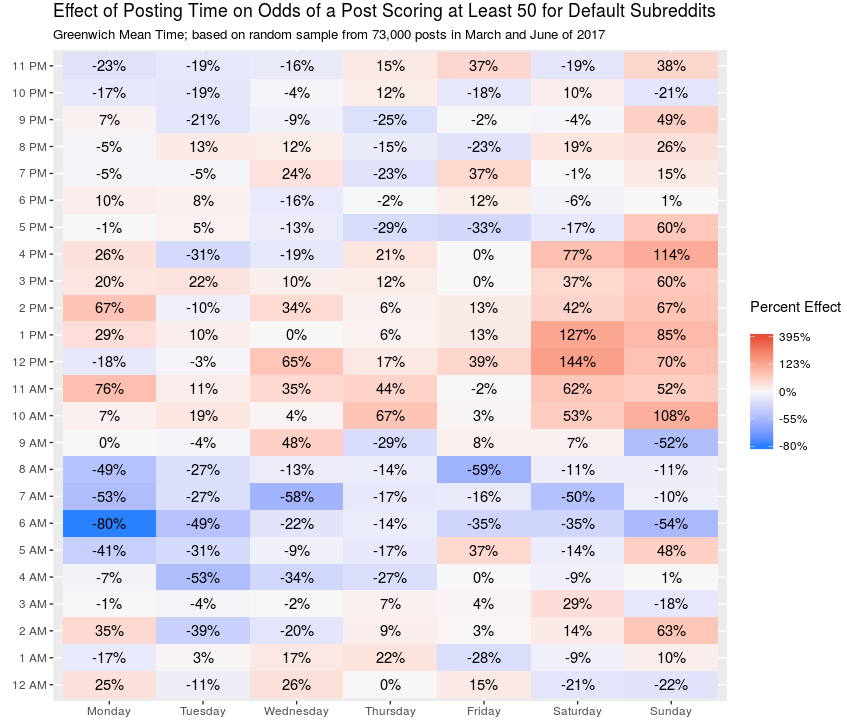 Effect of Posting Time on Odds of a Post Scoring at Least 50 for Default Subreddits
Greenwich Mean Time; based on random sample from 73,000 posts in March and June of 2017
11 PM -23% -19% -16% 15% 37% -19% 38%
10 PM -17% -19% -4% 12% -18% 10% -21%
9 PM 7% -21% -9% -25% -2% -4% 49%
8 PM -5% 13% 12% -15% -23% 19% 26%
7 PM -5% -5% 24% -23% 37% -1% 15%
6 PM 10% 8% -16% -2% 12% -6% 1%
5 PM -1% 5% -13% -29% -33% -17% 60%
4 PM 26% -31% -19% 21% 0% 77% 114%
3 PM 20% 22% 10% 12% 0% 37% 60%
2 PM 67% -10% 34% 6% 13% 42% 67%
1 PM 29% 10% 0% 6% 13% 127% 85%
12 PM -18% -3% 65% 17% 39% 144% 70%
11 AM 76% 11% 35% 44% -2% 62% 52%
10 AM 7% 19% 4% 67% 3% 53% 108%
9 AM 0% -4% 48% -29% 8% 7% -52%
8 AM -49% -27% -13% -14% -59% -11% -11%
7 AM -53% -27% -58% -17% -16% -50% -10%
6 AM -80% -49% -22% -14% -35% -35% -54%
5 AM -41% -31% -9% -17% 37% -14% 48%
4 AM -7% -53% -34% -27% 0% -9% 1%
3 AM -1% -4% -2% 7% 4% 29% -18%
2 AM 35% -39% -20% 9% 3% 14% 63%
1 AM -17% 3% 17% 22% -28% -9% 10%
12 AM 25% -11% 26% 0% 15% -21% -22%
Monday Tuesday Wednesday Thursday Friday Saturday Sunday
Percent Effect
395%
123%
0%
-55%
-80%